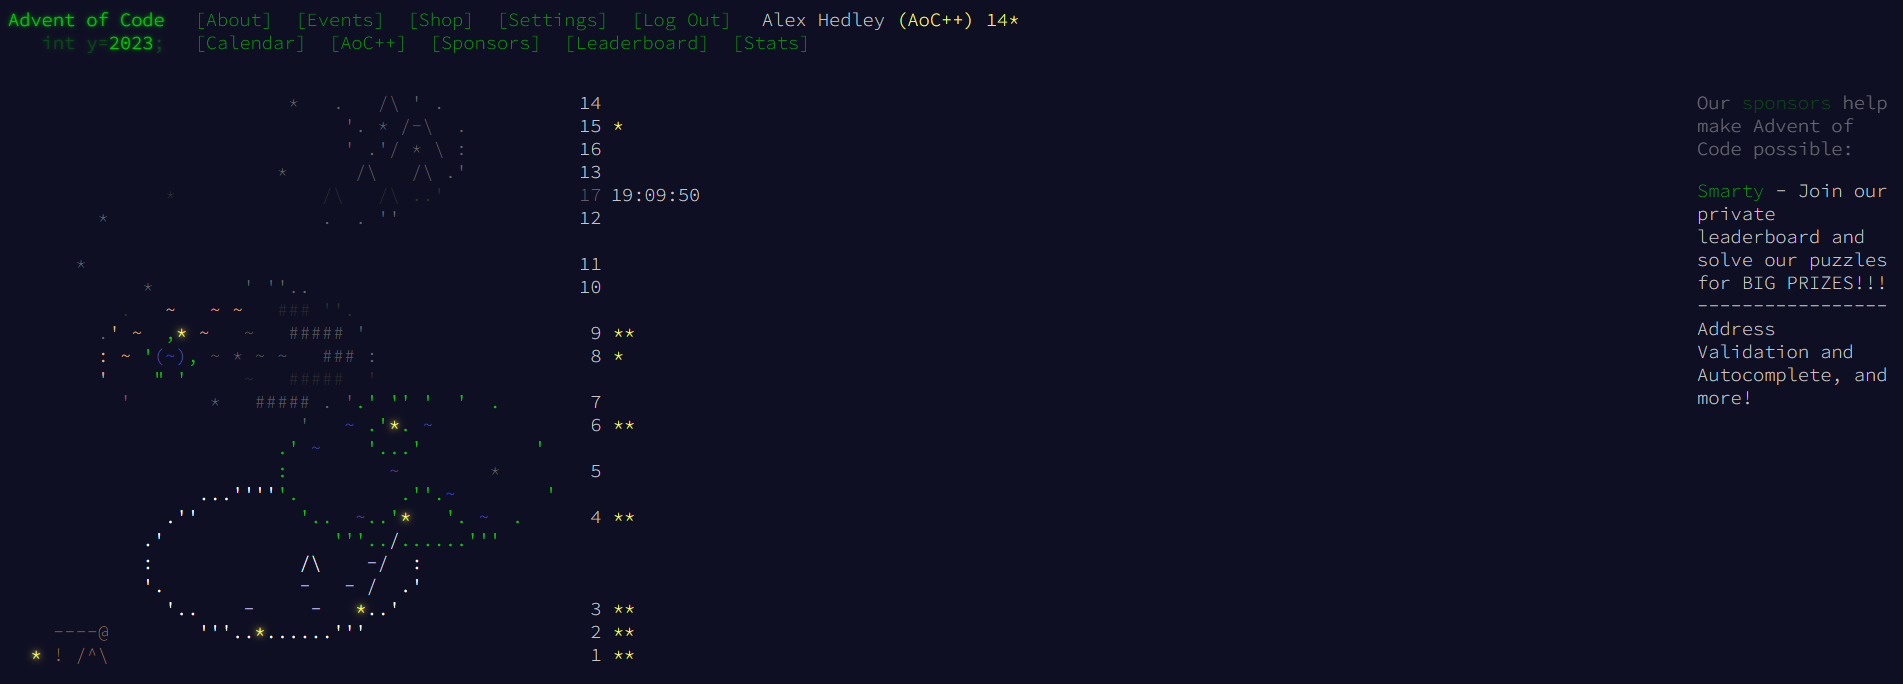 Advent of Code [About] [Events] [Shop] [Settings] [Log Out] Alex Hedley (AoC++) 14*
int y=2023; [Calendar] [AoC++] [Sponsors] [Leaderboard] [Stats]
14
15 *
16
13
17 19:09:50
12
11
10
9 **
8 *
7
6 **
5
4 **
3 **
2 **
1 **
Our sponsors help
make Advent of
Code possible:
Smarty - Join our
private
leaderboard and
solve our puzzles
for BIG PRIZES!!!
-----------------
Address
Validation and
Autocomplete, and
more!